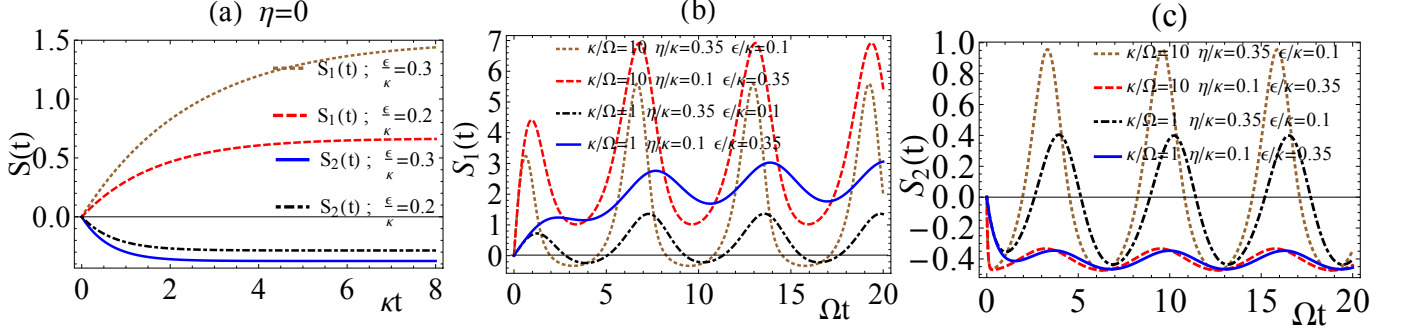 (a) η=0
S(t)
1.5
1.0
0.5
0.0
S₁(t) ; ϵ/κ=0.3
S₁(t) ; ϵ/κ=0.2
S₂(t) ; ϵ/κ=0.3
S₂(t) ; ϵ/κ=0.2
0 2 4 6 8
κt
(b)
S₁(t)
7
6
5
4
3
2
1
0
κ/Ω=10 η/κ=0.35 ϵ/κ=0.1
κ/Ω=10 η/κ=0.1 ϵ/κ=0.35
κ/Ω=1 η/κ=0.35 ϵ/κ=0.1
κ/Ω=1 η/κ=0.1 ϵ/κ=0.35
0 5 10 15 20
Ωt
(c)
S₂(t)
1.0
0.8
0.6
0.4
0.2
0.0
−0.2
−0.4
κ/Ω=10 η/κ=0.35 ϵ/κ=0.1
κ/Ω=10 η/κ=0.1 ϵ/κ=0.35
κ/Ω=1 η/κ=0.35 ϵ/κ=0.1
κ/Ω=1 η/κ=0.1 ϵ/κ=0.35
0 5 10 15 20
Ωt